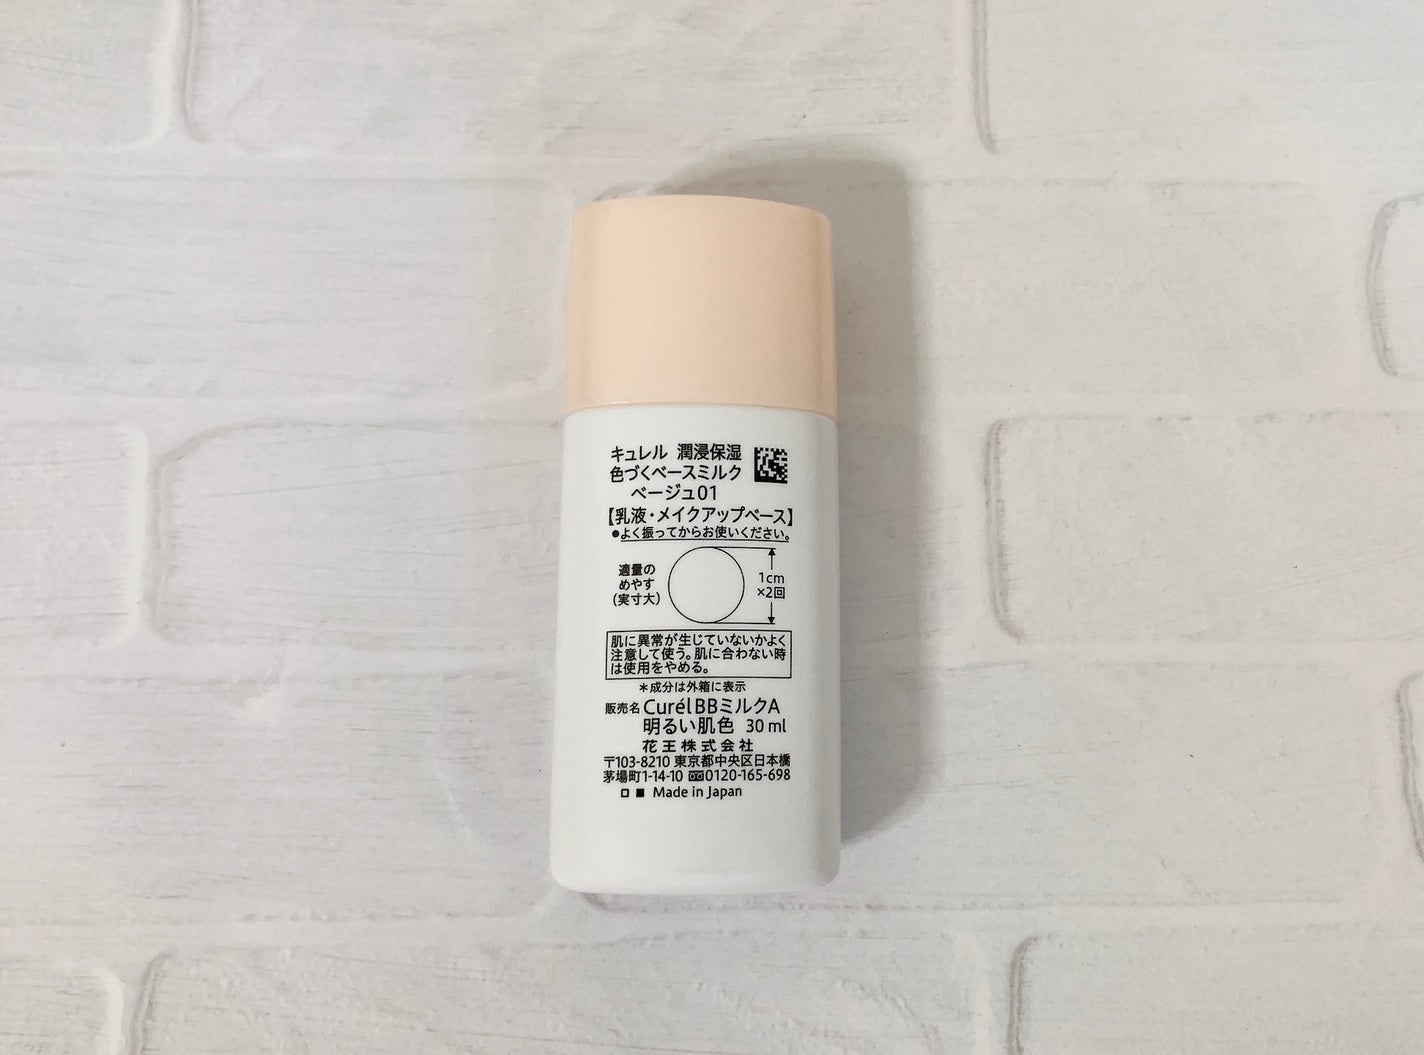 キュレル 潤浸保湿
色づくベースミルク
ベージュ01
【乳液・メイクアップベース】
●よく振ってからお使いください。
適量の
めやす
(実寸大)
1cm
×2回
肌に異常が生じていないかよく
注意して使う。肌に合わない時
は使用をやめる。
＊成分は外箱に表示
販売名 Curél BBミルクA
明るい肌色 30 ml
花王株式会社
〒103-8210 東京都中央区日本橋
茅場町1-14-10 0120-165-698
Made in Japan